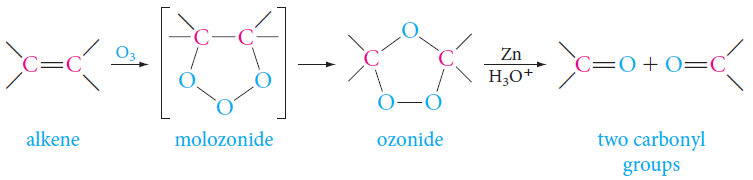 C=C
O₃
C—C
O O
O
O
C C
O—O
Zn
H₃O⁺
C=O + O=C
alkene molozonide ozonide two carbonyl
groups